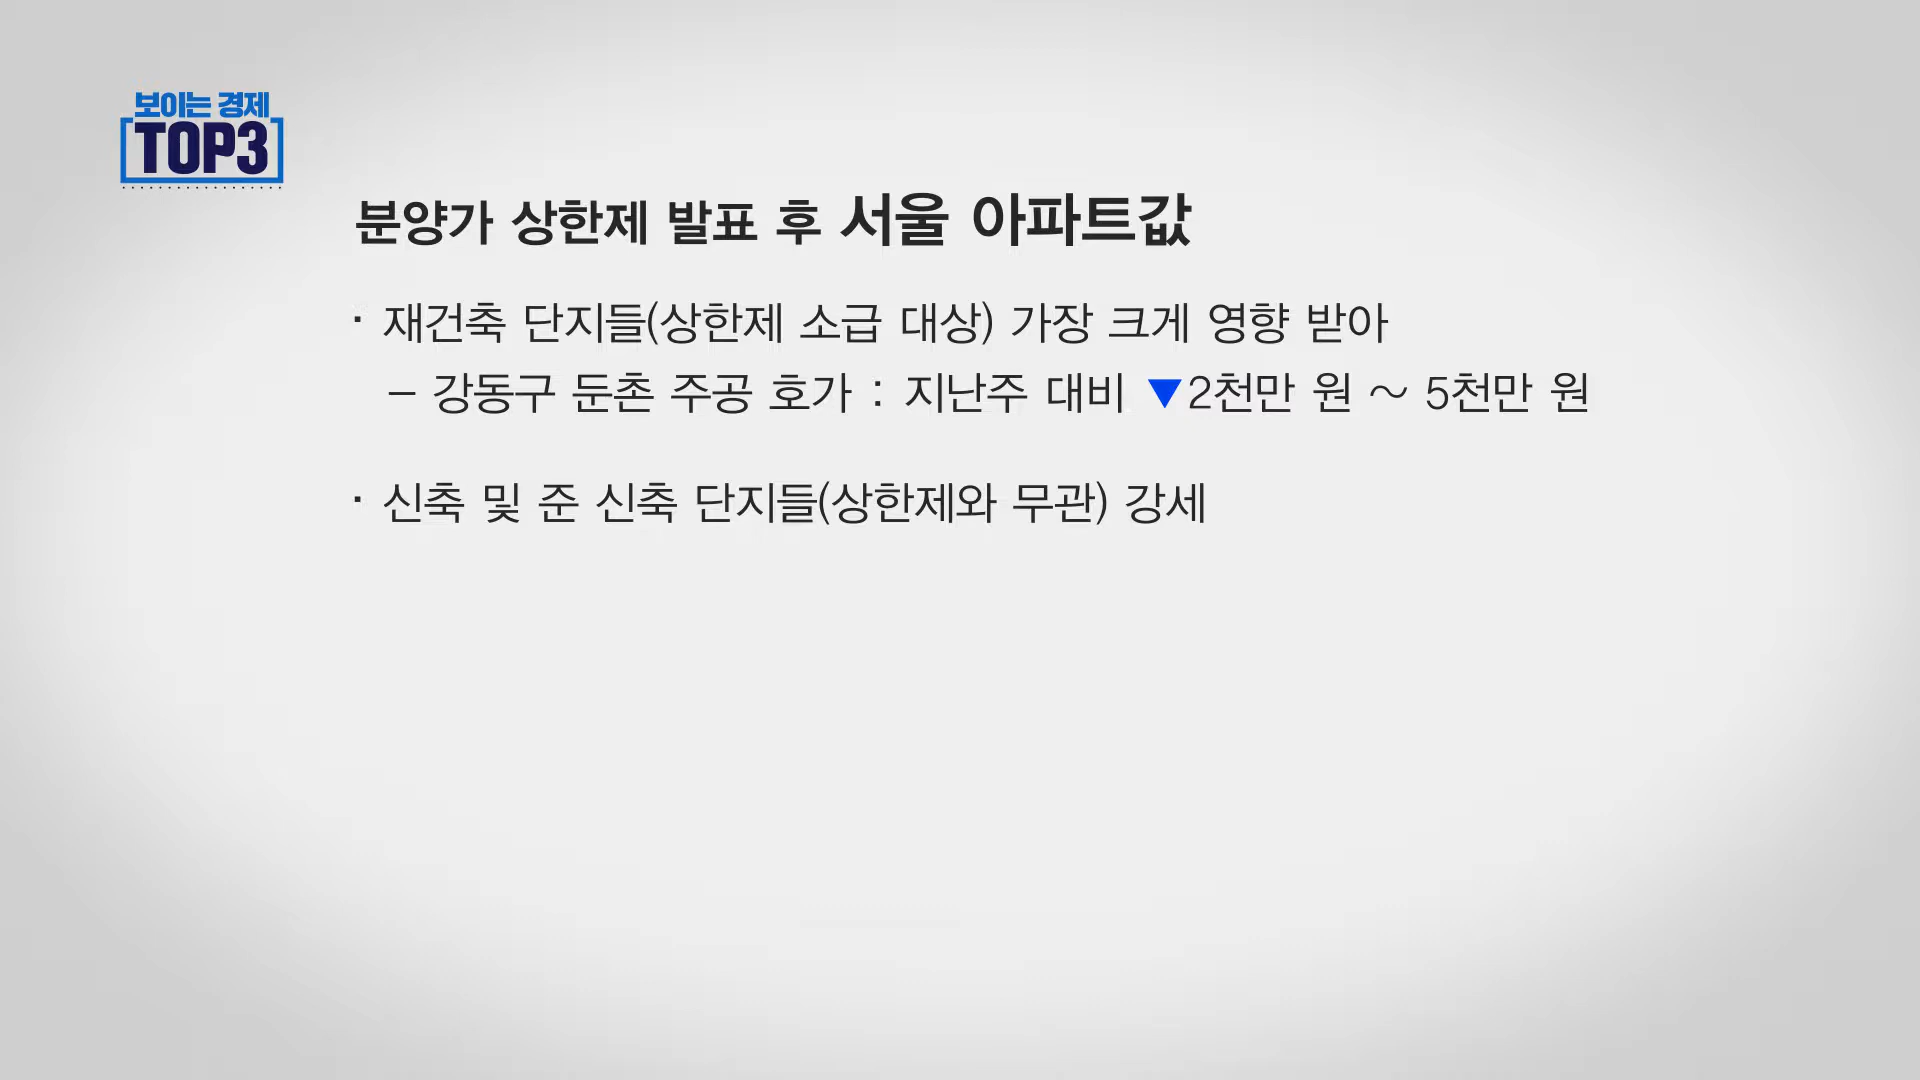 보이는 경제
TOP3
분양가 상한제 발표 후 서울 아파트값
· 재건축 단지들(상한제 소급 대상) 가장 크게 영향 받아
– 강동구 둔촌 주공 호가 : 지난주 대비 ▼2천만 원 ~ 5천만 원
· 신축 및 준 신축 단지들(상한제와 무관) 강세